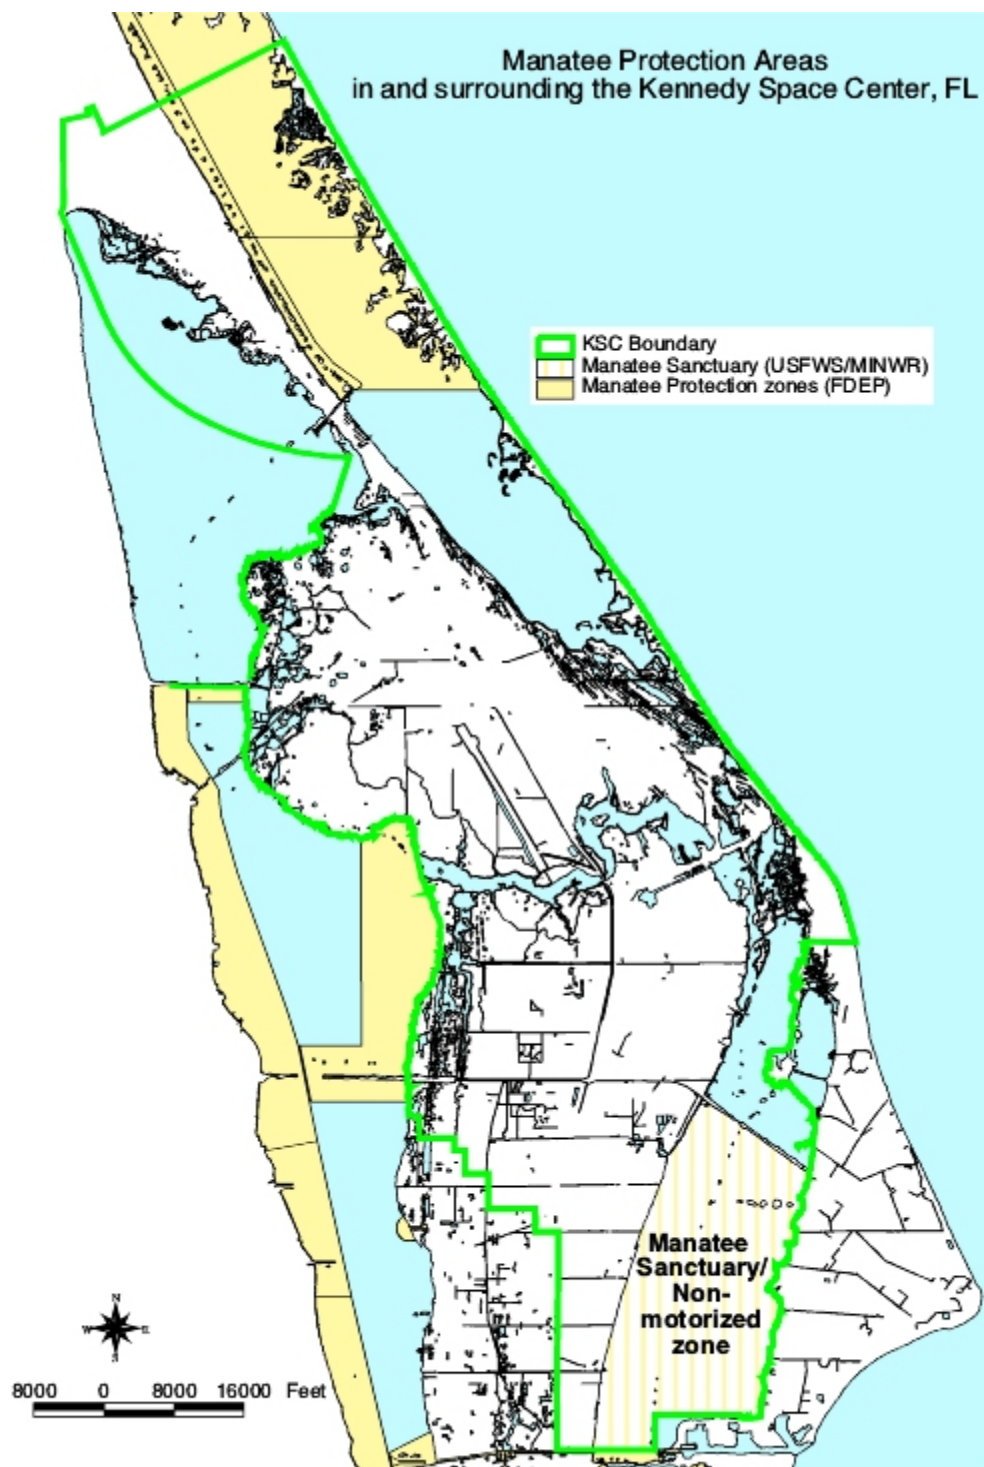 Manatee Protection Areas
in and surrounding the Kennedy Space Center, FL
KSC Boundary
Manatee Sanctuary (USFWS/MINWR)
Manatee Protection zones (FDEP)
Manatee
Sanctuary/
Non-
motorized
zone
N
W E
S
8000 0 8000 16000 Feet